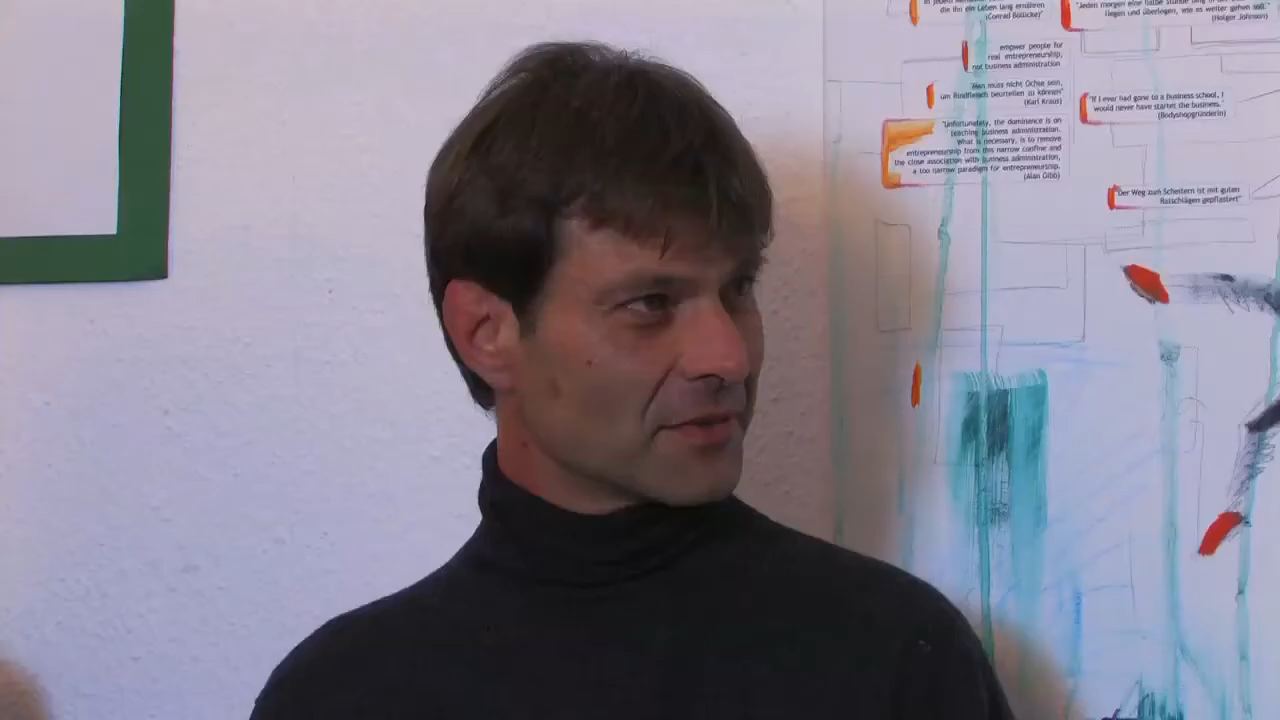 die ihn ein Leben lang ernähren
(Conrad Bölicke)"
"Jeden morgen eine halbe Stunde lang
liegen und überlegen, wie es weiter gehen soll."
(Holger Johnson)
empower people for
real entrepreneurship,
not business administration
"Man muss nicht Ochse sein,
um Rindfleisch beurteilen zu können"
(Karl Kraus)
"If I ever had gone to a business school, I
would never have started the business."
(Bodyshopgründerin)
"Unfortunately, the dominance is on
teaching business administration.
What is necessary, is to remove
entrepreneurship from this narrow confine and
the close association with business administration,
a too narrow paradigm for entrepreneurship.
(Alan Gibb)
"Der Weg zum Scheitern ist mit guten
Ratschlägen gepflastert"